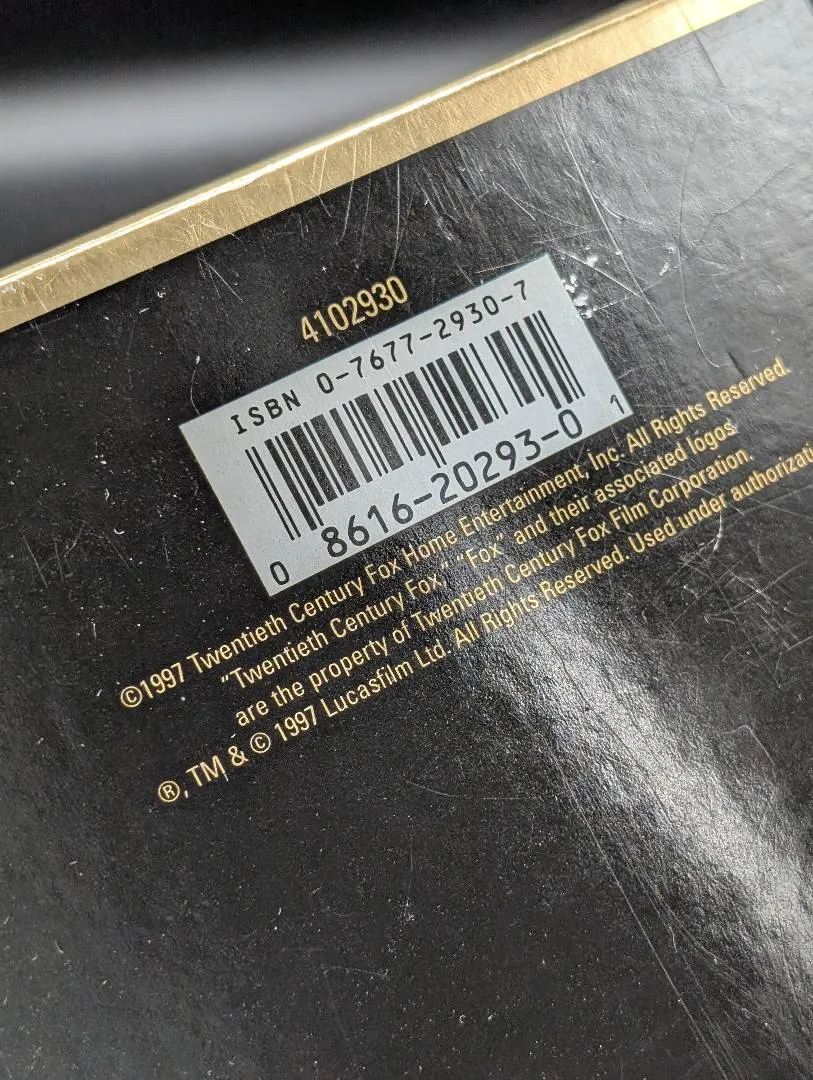 4102930
ISBN 0-7677-2930-7
0 8616-20293-0 1
©1997 Twentieth Century Fox Home Entertainment, Inc. All Rights Reserved.
"Twentieth Century Fox," "Fox" and their associated logos
are the property of Twentieth Century Fox Film Corporation.
®, TM & © 1997 Lucasfilm Ltd. All Rights Reserved. Used under authorizati